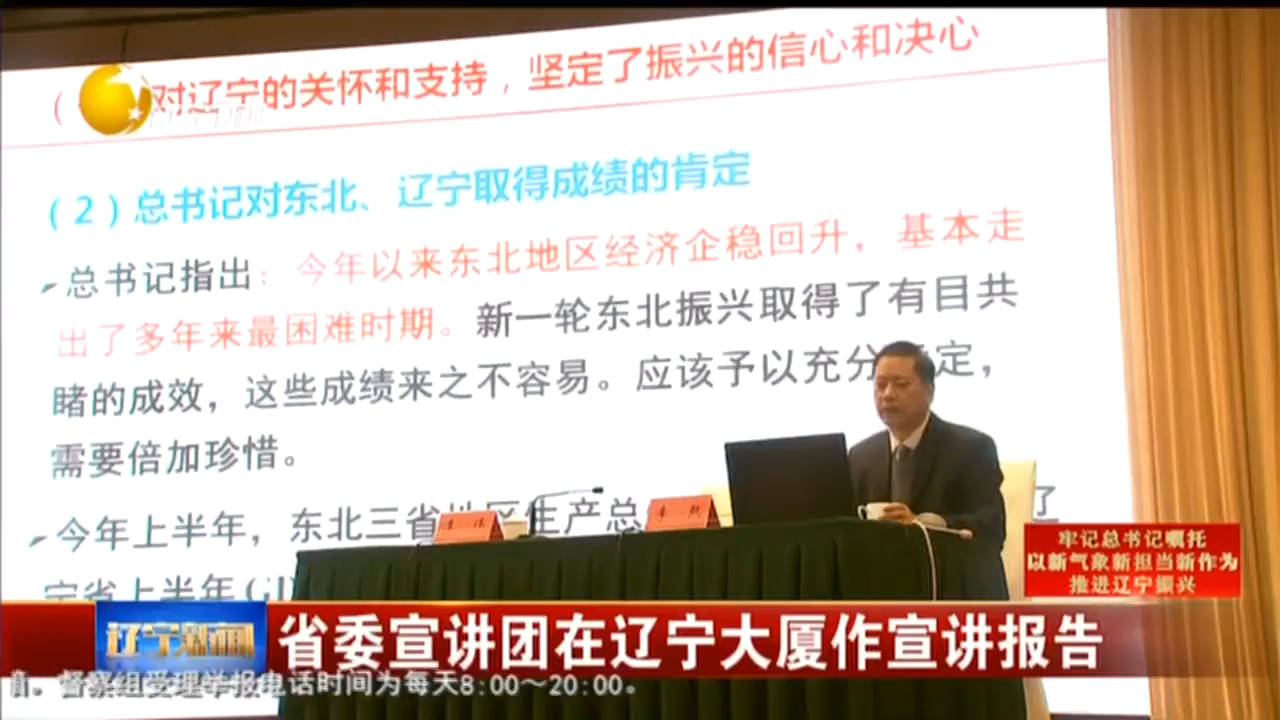 对辽宁的关怀和支持，坚定了振兴的信心和决心
（2）总书记对东北、辽宁取得成绩的肯定
总书记指出：今年以来东北地区经济企稳回升，基本走
出了多年来最困难时期。新一轮东北振兴取得了有目共
睹的成效，这些成绩来之不容易。应该予以充分 定，
需要倍加珍惜。
今年上半年，东北三省地区生产总
宁省上半年
牢记总书记嘱托
以新气象新担当新作为
推进辽宁振兴
辽宁新闻
省委宣讲团在辽宁大厦作宣讲报告
督察组受理举报电话时间为每天8:00～20:00。